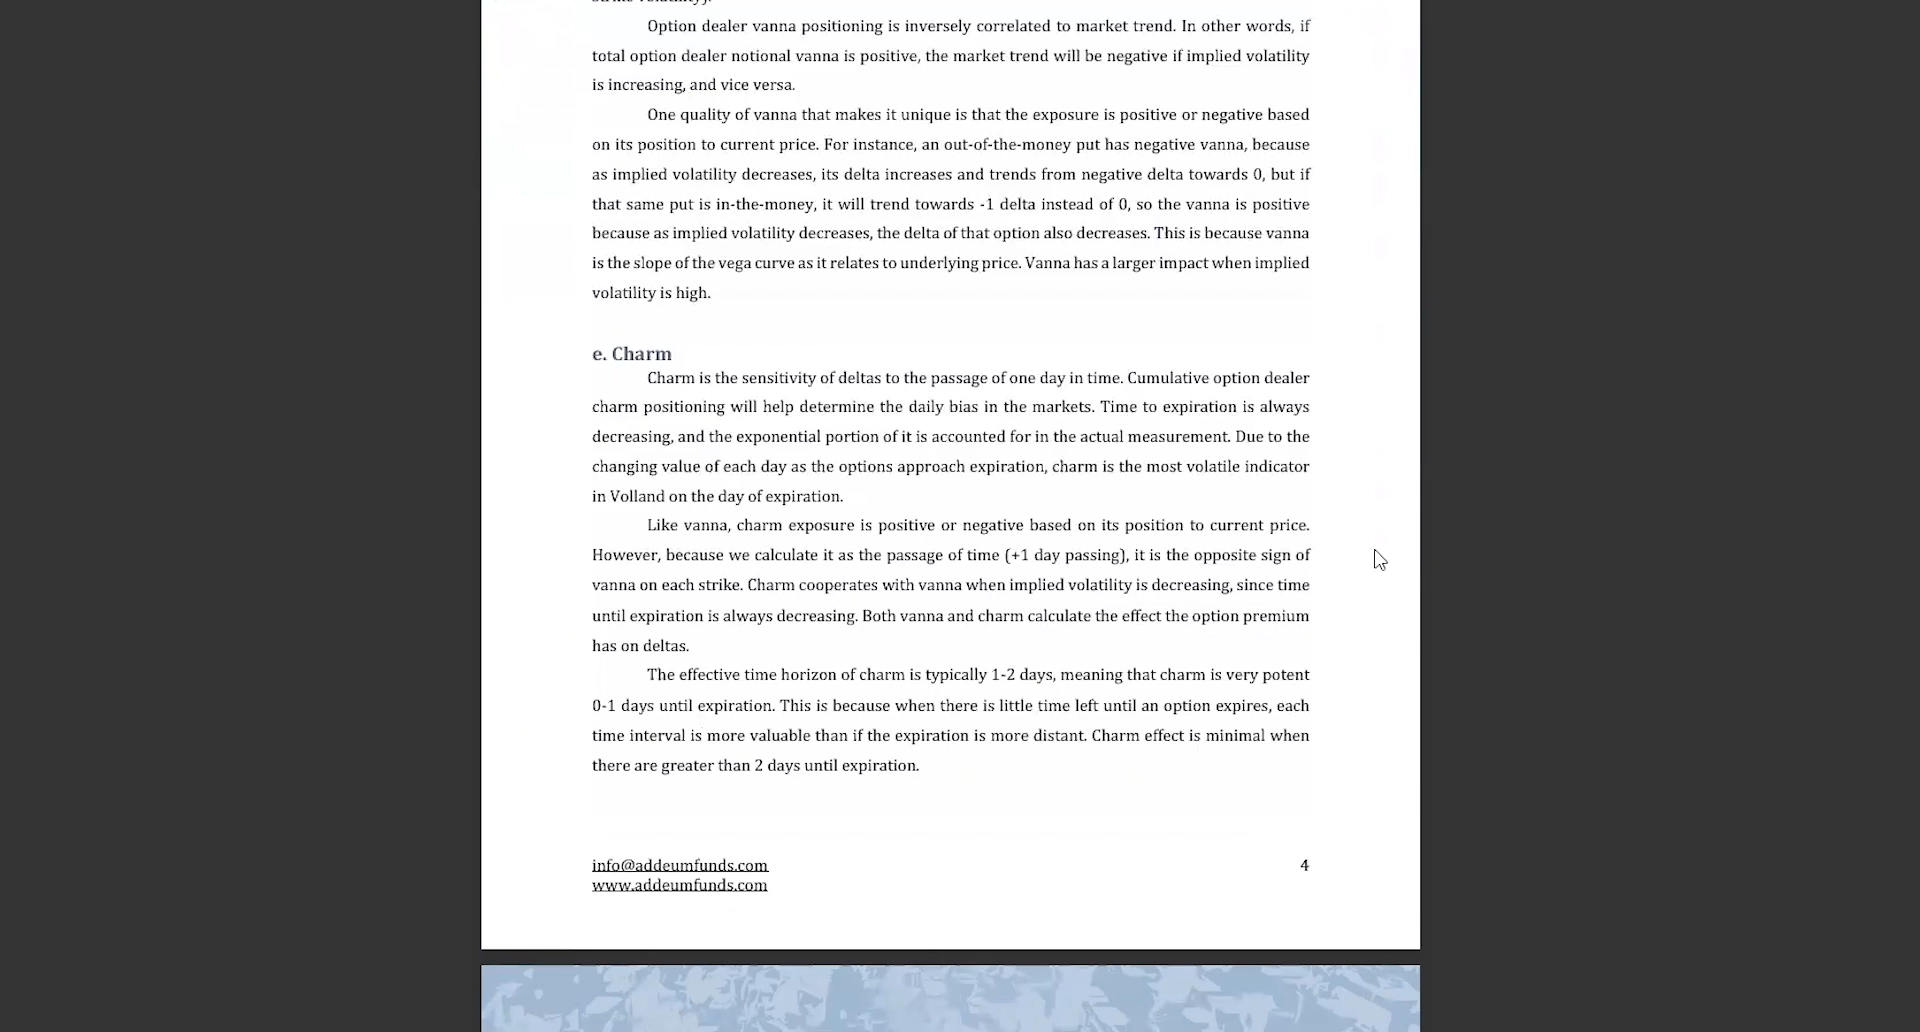 Option dealer vanna positioning is inversely correlated to market trend. In other words, if
total option dealer notional vanna is positive, the market trend will be negative if implied volatility
is increasing, and vice versa.
One quality of vanna that makes it unique is that the exposure is positive or negative based
on its position to current price. For instance, an out-of-the-money put has negative vanna, because
as implied volatility decreases, its delta increases and trends from negative delta towards 0, but if
that same put is in-the-money, it will trend towards -1 delta instead of 0, so the vanna is positive
because as implied volatility decreases, the delta of that option also decreases. This is because vanna
is the slope of the vega curve as it relates to underlying price. Vanna has a larger impact when implied
volatility is high.
e. Charm
Charm is the sensitivity of deltas to the passage of one day in time. Cumulative option dealer
charm positioning will help determine the daily bias in the markets. Time to expiration is always
decreasing, and the exponential portion of it is accounted for in the actual measurement. Due to the
changing value of each day as the options approach expiration, charm is the most volatile indicator
in Volland on the day of expiration.
Like vanna, charm exposure is positive or negative based on its position to current price.
However, because we calculate it as the passage of time (+1 day passing), it is the opposite sign of
vanna on each strike. Charm cooperates with vanna when implied volatility is decreasing, since time
until expiration is always decreasing. Both vanna and charm calculate the effect the option premium
has on deltas.
The effective time horizon of charm is typically 1-2 days, meaning that charm is very potent
0-1 days until expiration. This is because when there is little time left until an option expires, each
time interval is more valuable than if the expiration is more distant. Charm effect is minimal when
there are greater than 2 days until expiration.
info@addeumfunds.com 4
www.addeumfunds.com